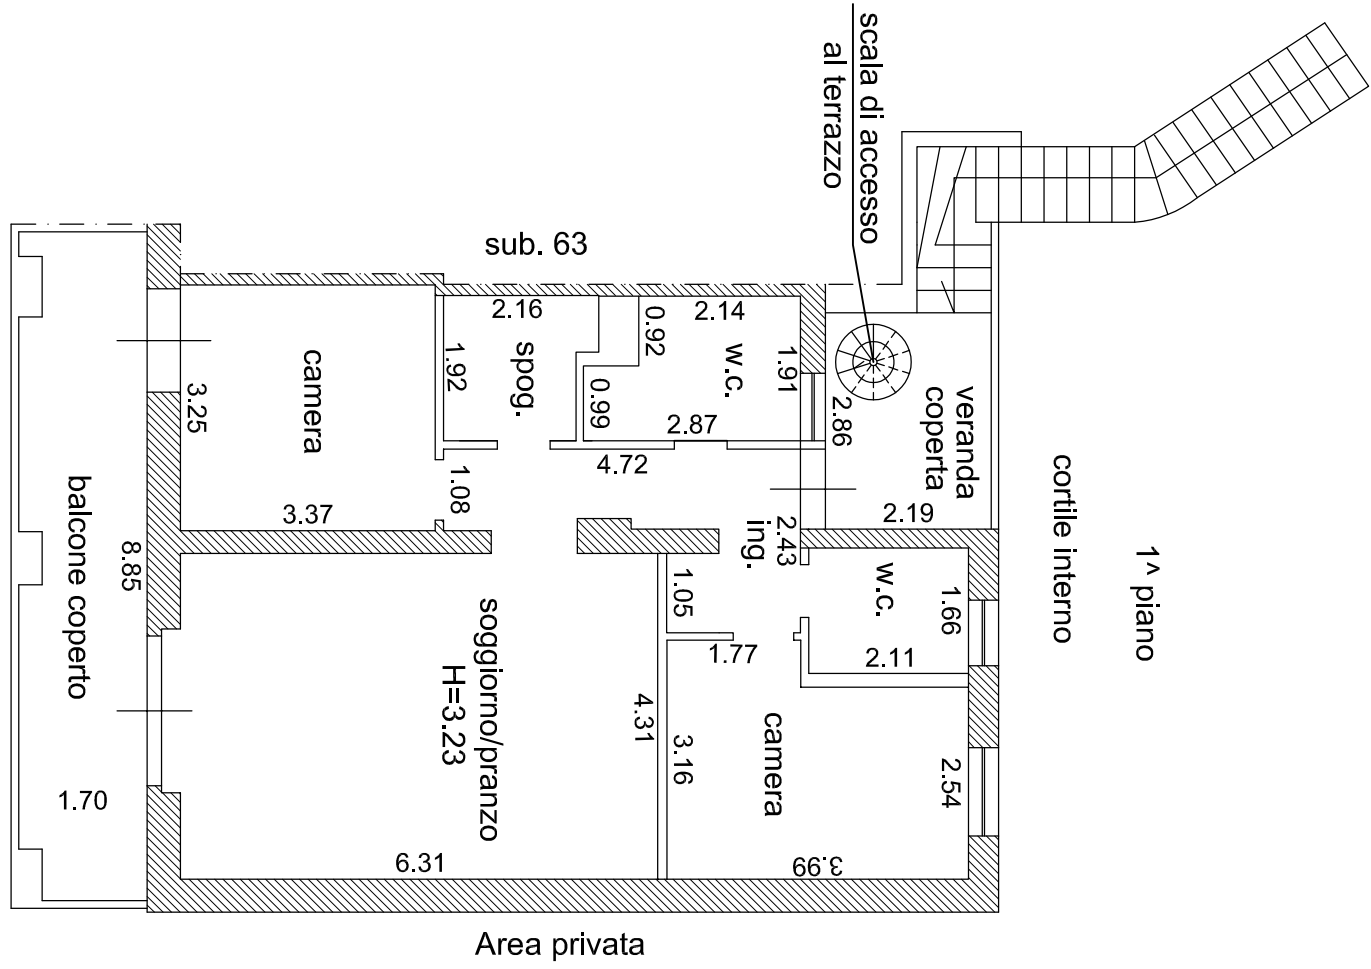 scala di accesso
al terrazzo
sub. 63
2.16
2.14
0.92
1.92
spog.
w.c.
1.91
0.99
2.87
2.86
veranda
coperta
2.19
camera
3.25
3.37
1.08
4.72
2.43
ing.
cortile interno
1^ piano
balcone coperto
8.85
1.70
soggiorno/pranzo
H=3.23
6.31
4.31
1.05
1.77
w.c.
1.66
2.11
camera
3.16
2.54
3.99
Area privata